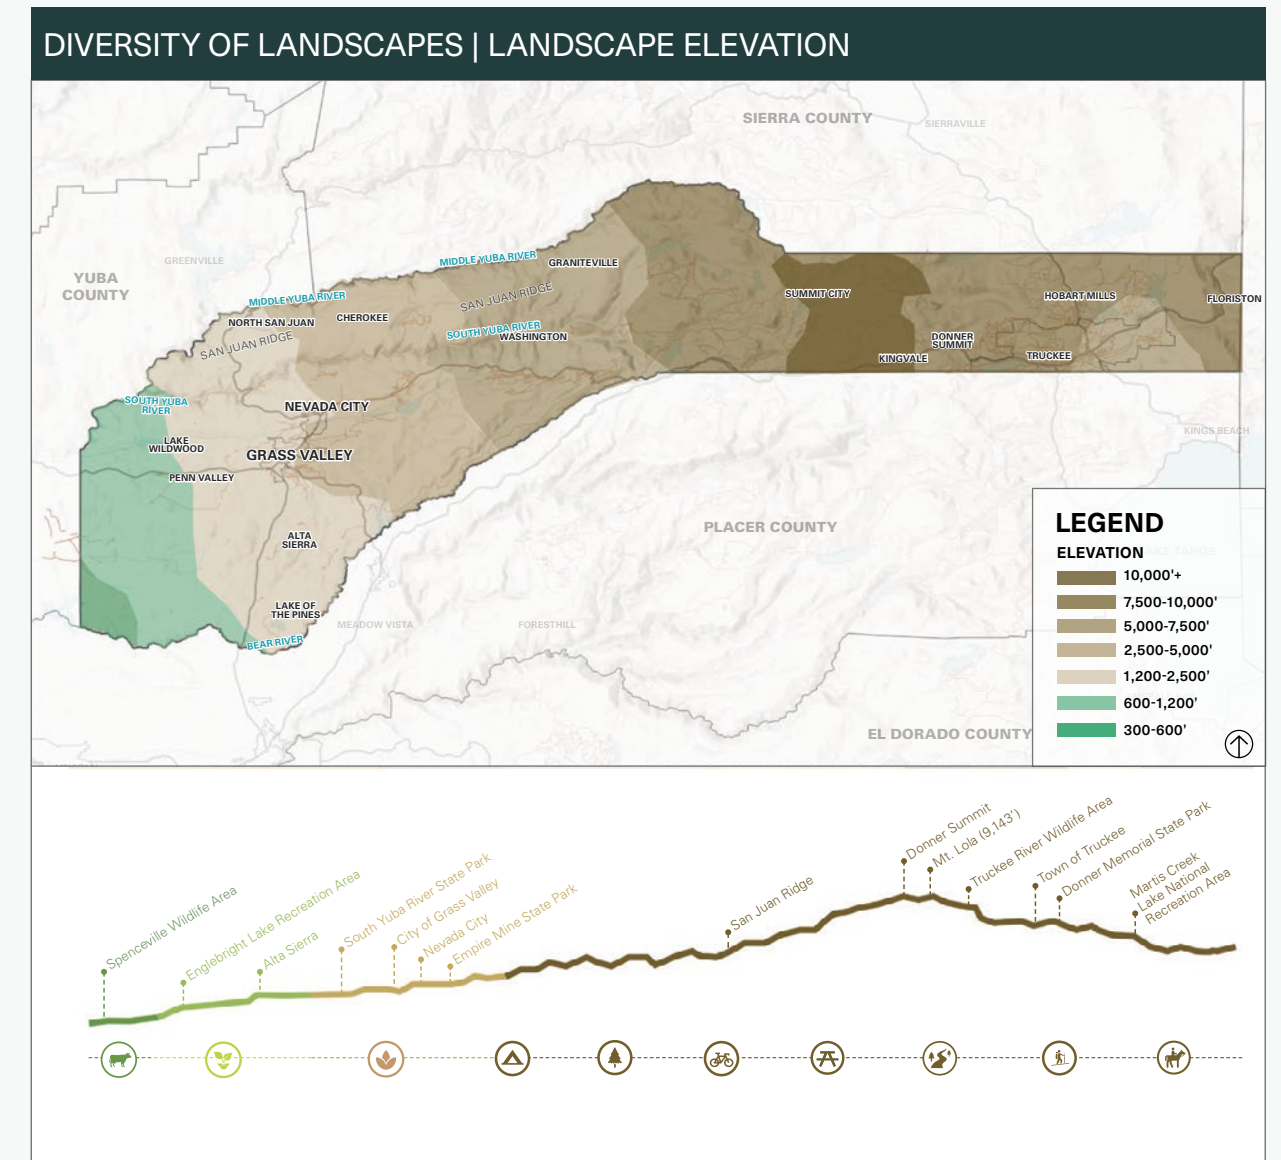 DIVERSITY OF LANDSCAPES | LANDSCAPE ELEVATION
SIERRA COUNTY
SIERRAVILLE
YUBA
COUNTY
GREENVILLE
MIDDLE YUBA RIVER
GRANITEVILLE
MIDDLE YUBA RIVER
SAN JUAN RIDGE
SUMMIT CITY
HOBART MILLS
FLORISTON
NORTH SAN JUAN
CHEROKEE
SOUTH YUBA RIVER
WASHINGTON
SAN JUAN RIDGE
DONNER
SUMMIT
KINGVALE
TRUCKEE
SOUTH YUBA
RIVER
NEVADA CITY
LAKE
WILDWOOD
GRASS VALLEY
PENN VALLEY
KINGS BEACH
ALTA
SIERRA
PLACER COUNTY
LAKE OF
THE PINES
BEAR RIVER
MEADOW VISTA
FORESTHILL
EL DORADO COUNTY
LEGEND
ELEVATION
LAKE TAHOE
10,000'+
7,500-10,000'
5,000-7,500'
2,500-5,000'
1,200-2,500'
600-1,200'
300-600'
Spenceville Wildlife Area
Englebright Lake Recreation Area
Alta Sierra
South Yuba River State Park
City of Grass Valley
Nevada City
Empire Mine State Park
San Juan Ridge
Donner Summit
Mt. Lola (9,143')
Truckee River Wildlife Area
Town of Truckee
Donner Memorial State Park
Martis Creek
Lake National
Recreation Area